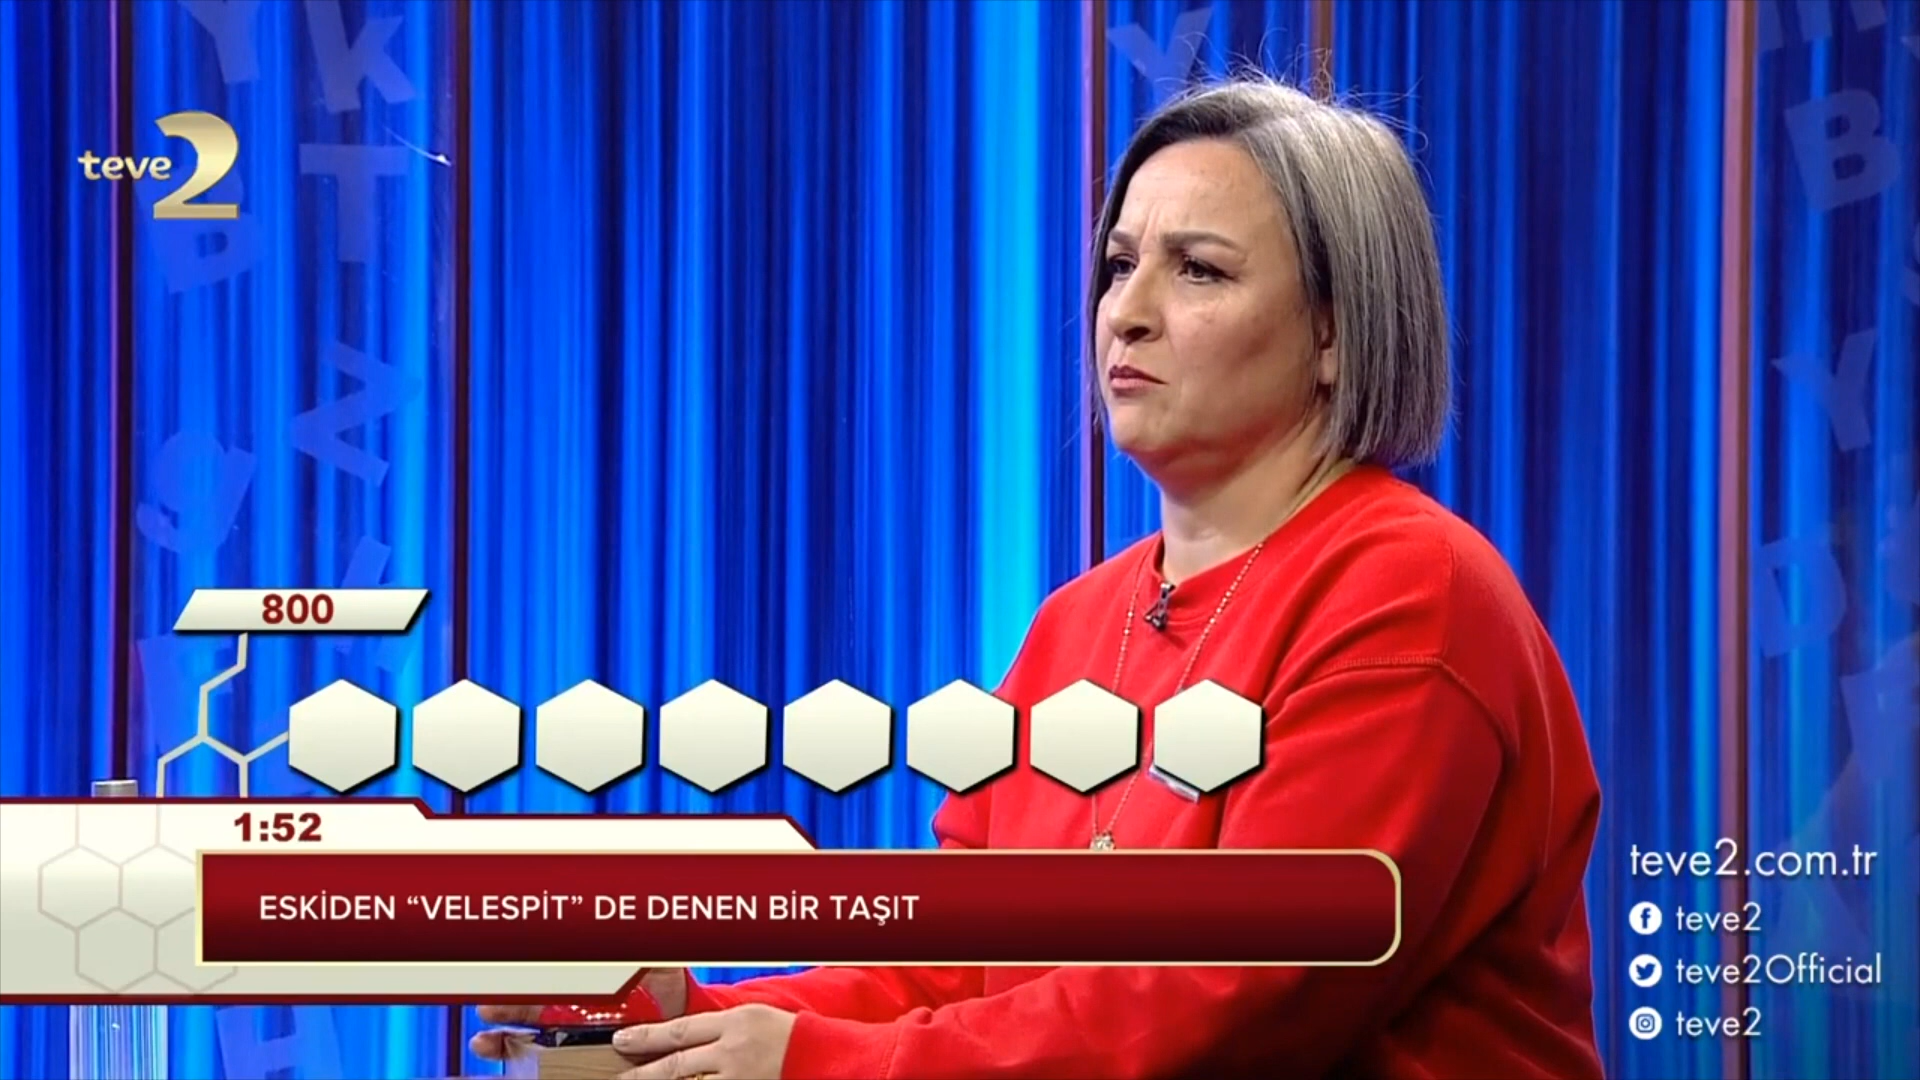 teve2
800
1:52
ESKİDEN “VELESPİT” DE DENEN BİR TAŞIT
teve2.com.tr
teve2
teve2Official
teve2